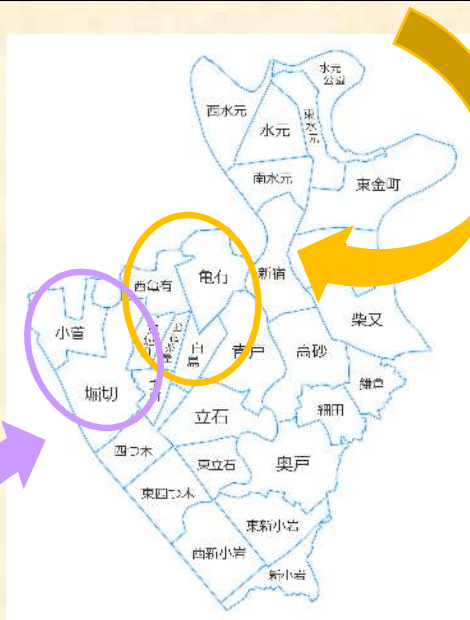 水元
公園
西水元
水元
東水元
南水元
東金町
新宿
亀有
西亀有
小菅
白鳥
柴又
青戸
高砂
鎌倉
堀切
細田
立石
四つ木
東立石
奥戸
東四つ木
東新小岩
西新小岩
新小岩